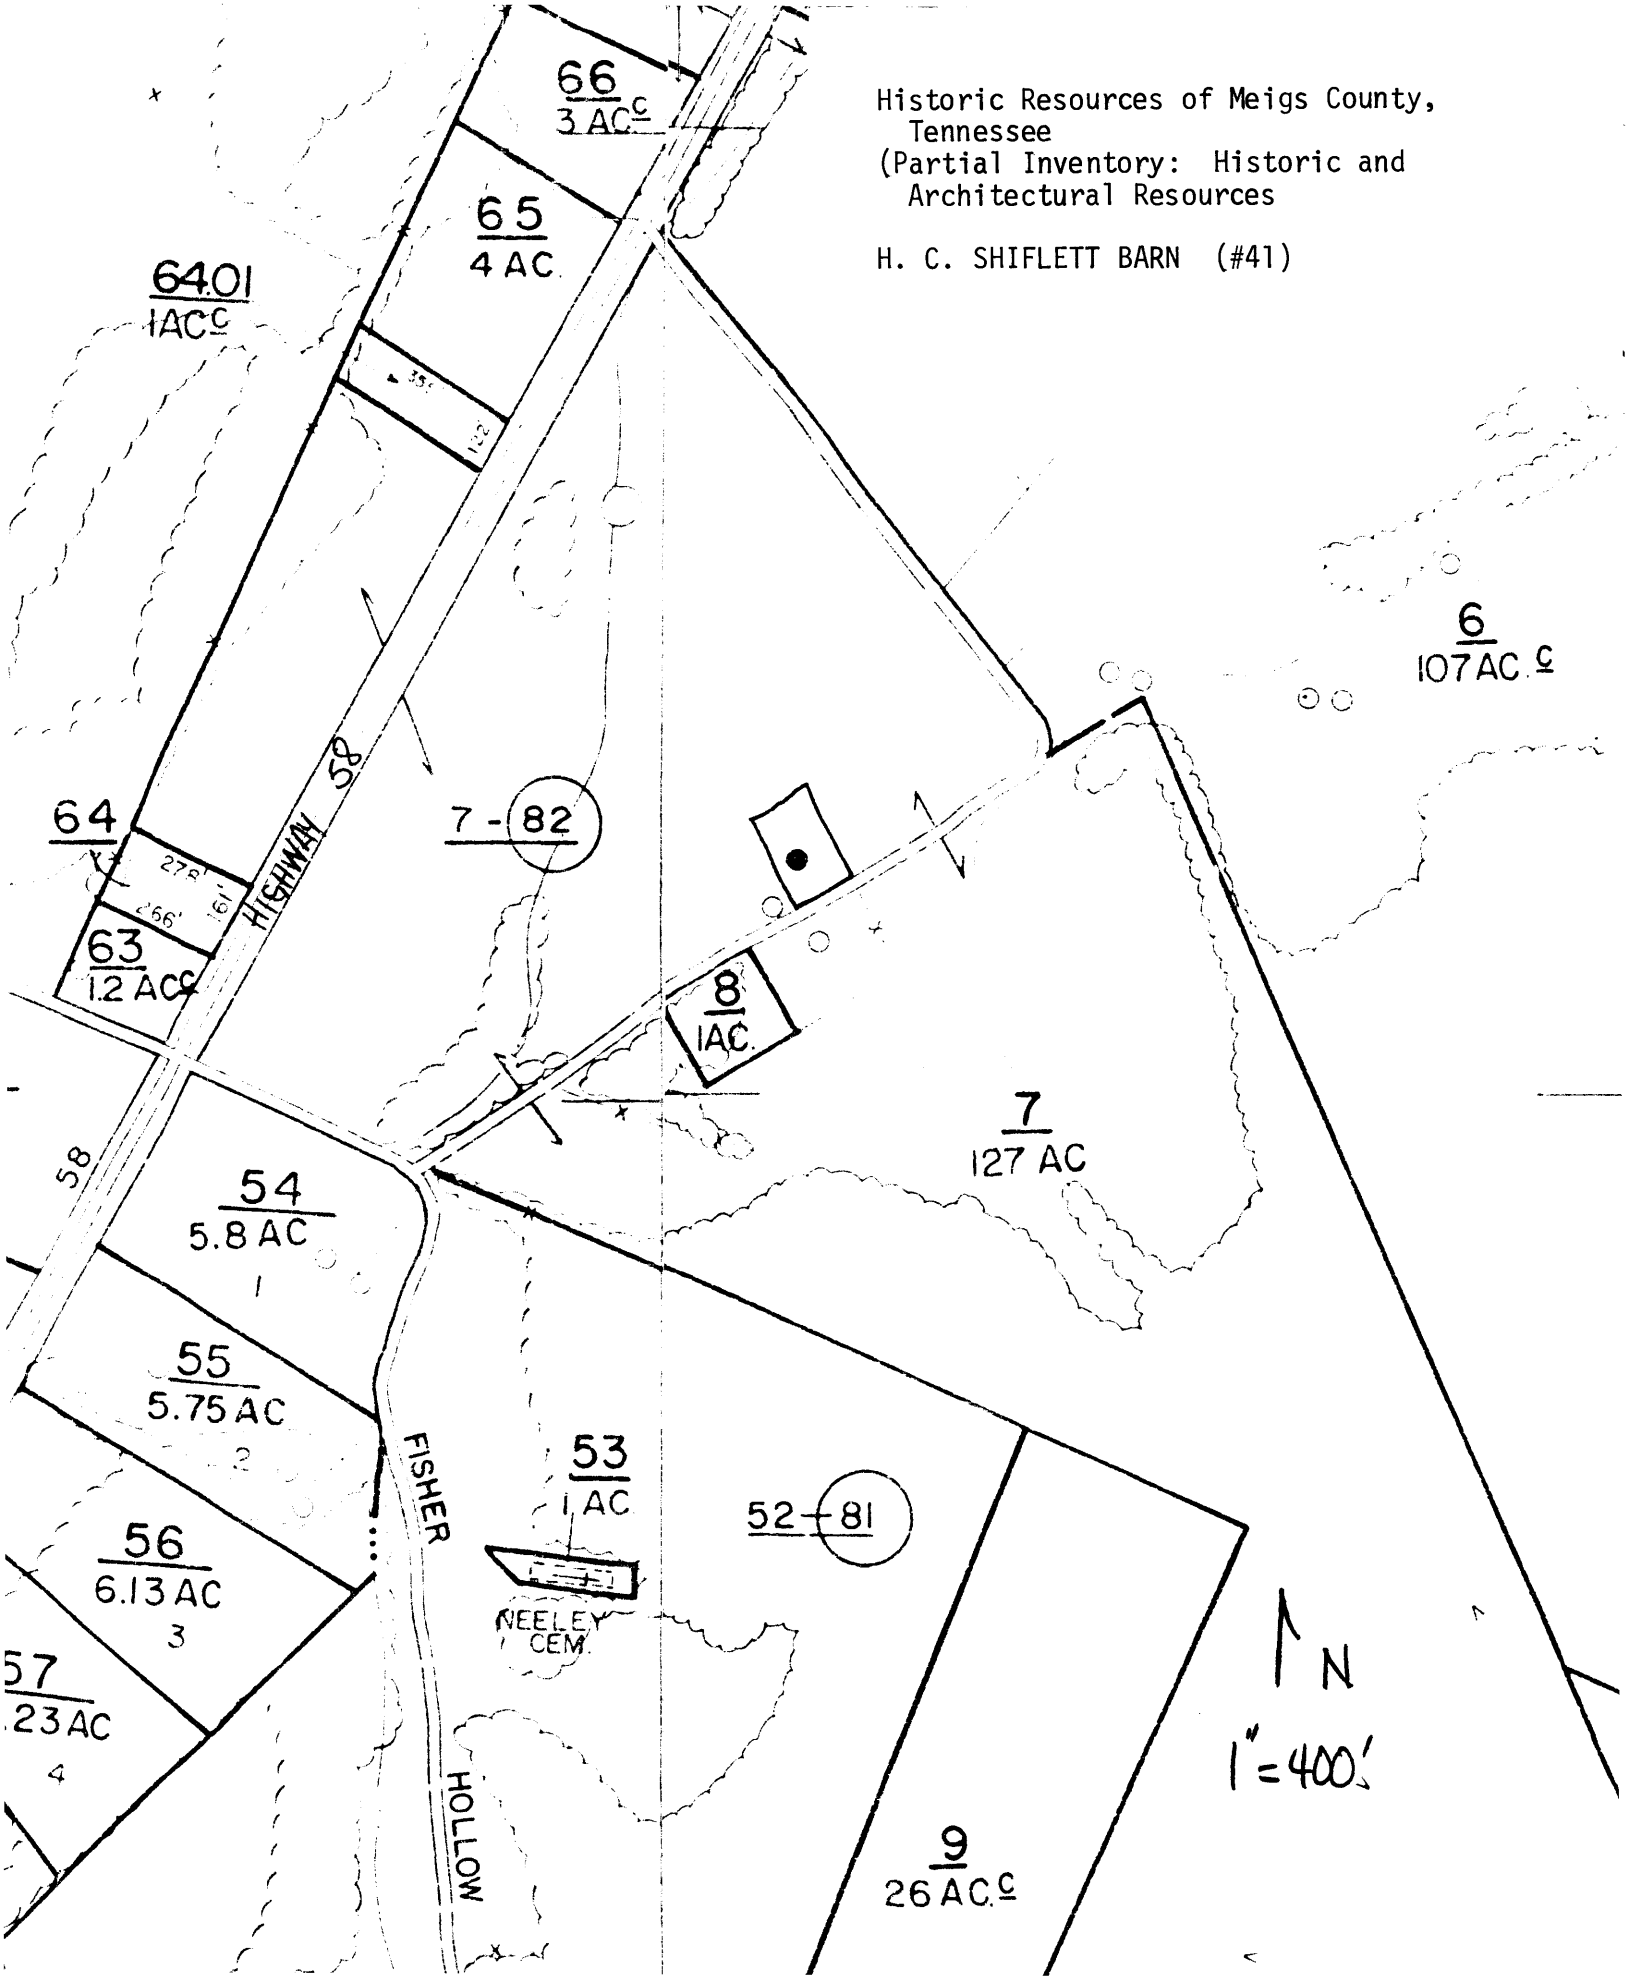 Historic Resources of Meigs County,
Tennessee
(Partial Inventory: Historic and
Architectural Resources
H. C. SHIFLETT BARN (#41)
66
3 AC C
65
4 AC.
64.01
1AC C
122'
6
107 AC. C
HIGHWAY 58
64
7 - 82
278'
161'
266'
63
1.2 AC C
8
1AC.
7
127 AC
58
54
5.8 AC
1
55
5.75 AC
2
FISHER
53
1 AC
52-81
56
6.13 AC
3
NEELEY
CEM.
57
.23 AC
4
N
1" = 400'
HOLLOW
9
26 AC. C